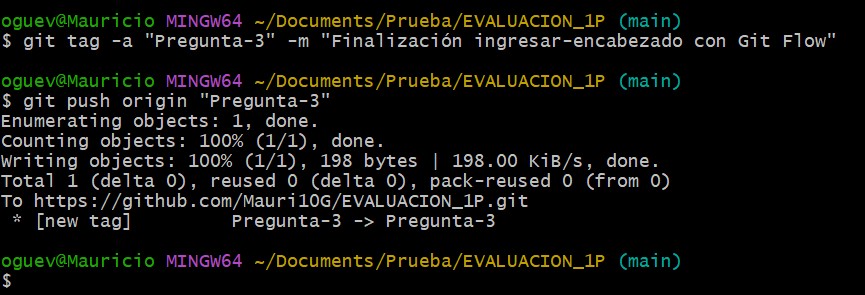 oguev@Mauricio MINGW64 ~/Documents/Prueba/EVALUACION_1P (main)
$ git tag -a "Pregunta-3" -m "Finalización ingresar-encabezado con Git Flow"
oguev@Mauricio MINGW64 ~/Documents/Prueba/EVALUACION_1P (main)
$ git push origin "Pregunta-3"
Enumerating objects: 1, done.
Counting objects: 100% (1/1), done.
Writing objects: 100% (1/1), 198 bytes | 198.00 KiB/s, done.
Total 1 (delta 0), reused 0 (delta 0), pack-reused 0 (from 0)
To https://github.com/Mauri10G/EVALUACION_1P.git
 * [new tag]         Pregunta-3 -> Pregunta-3
oguev@Mauricio MINGW64 ~/Documents/Prueba/EVALUACION_1P (main)
$